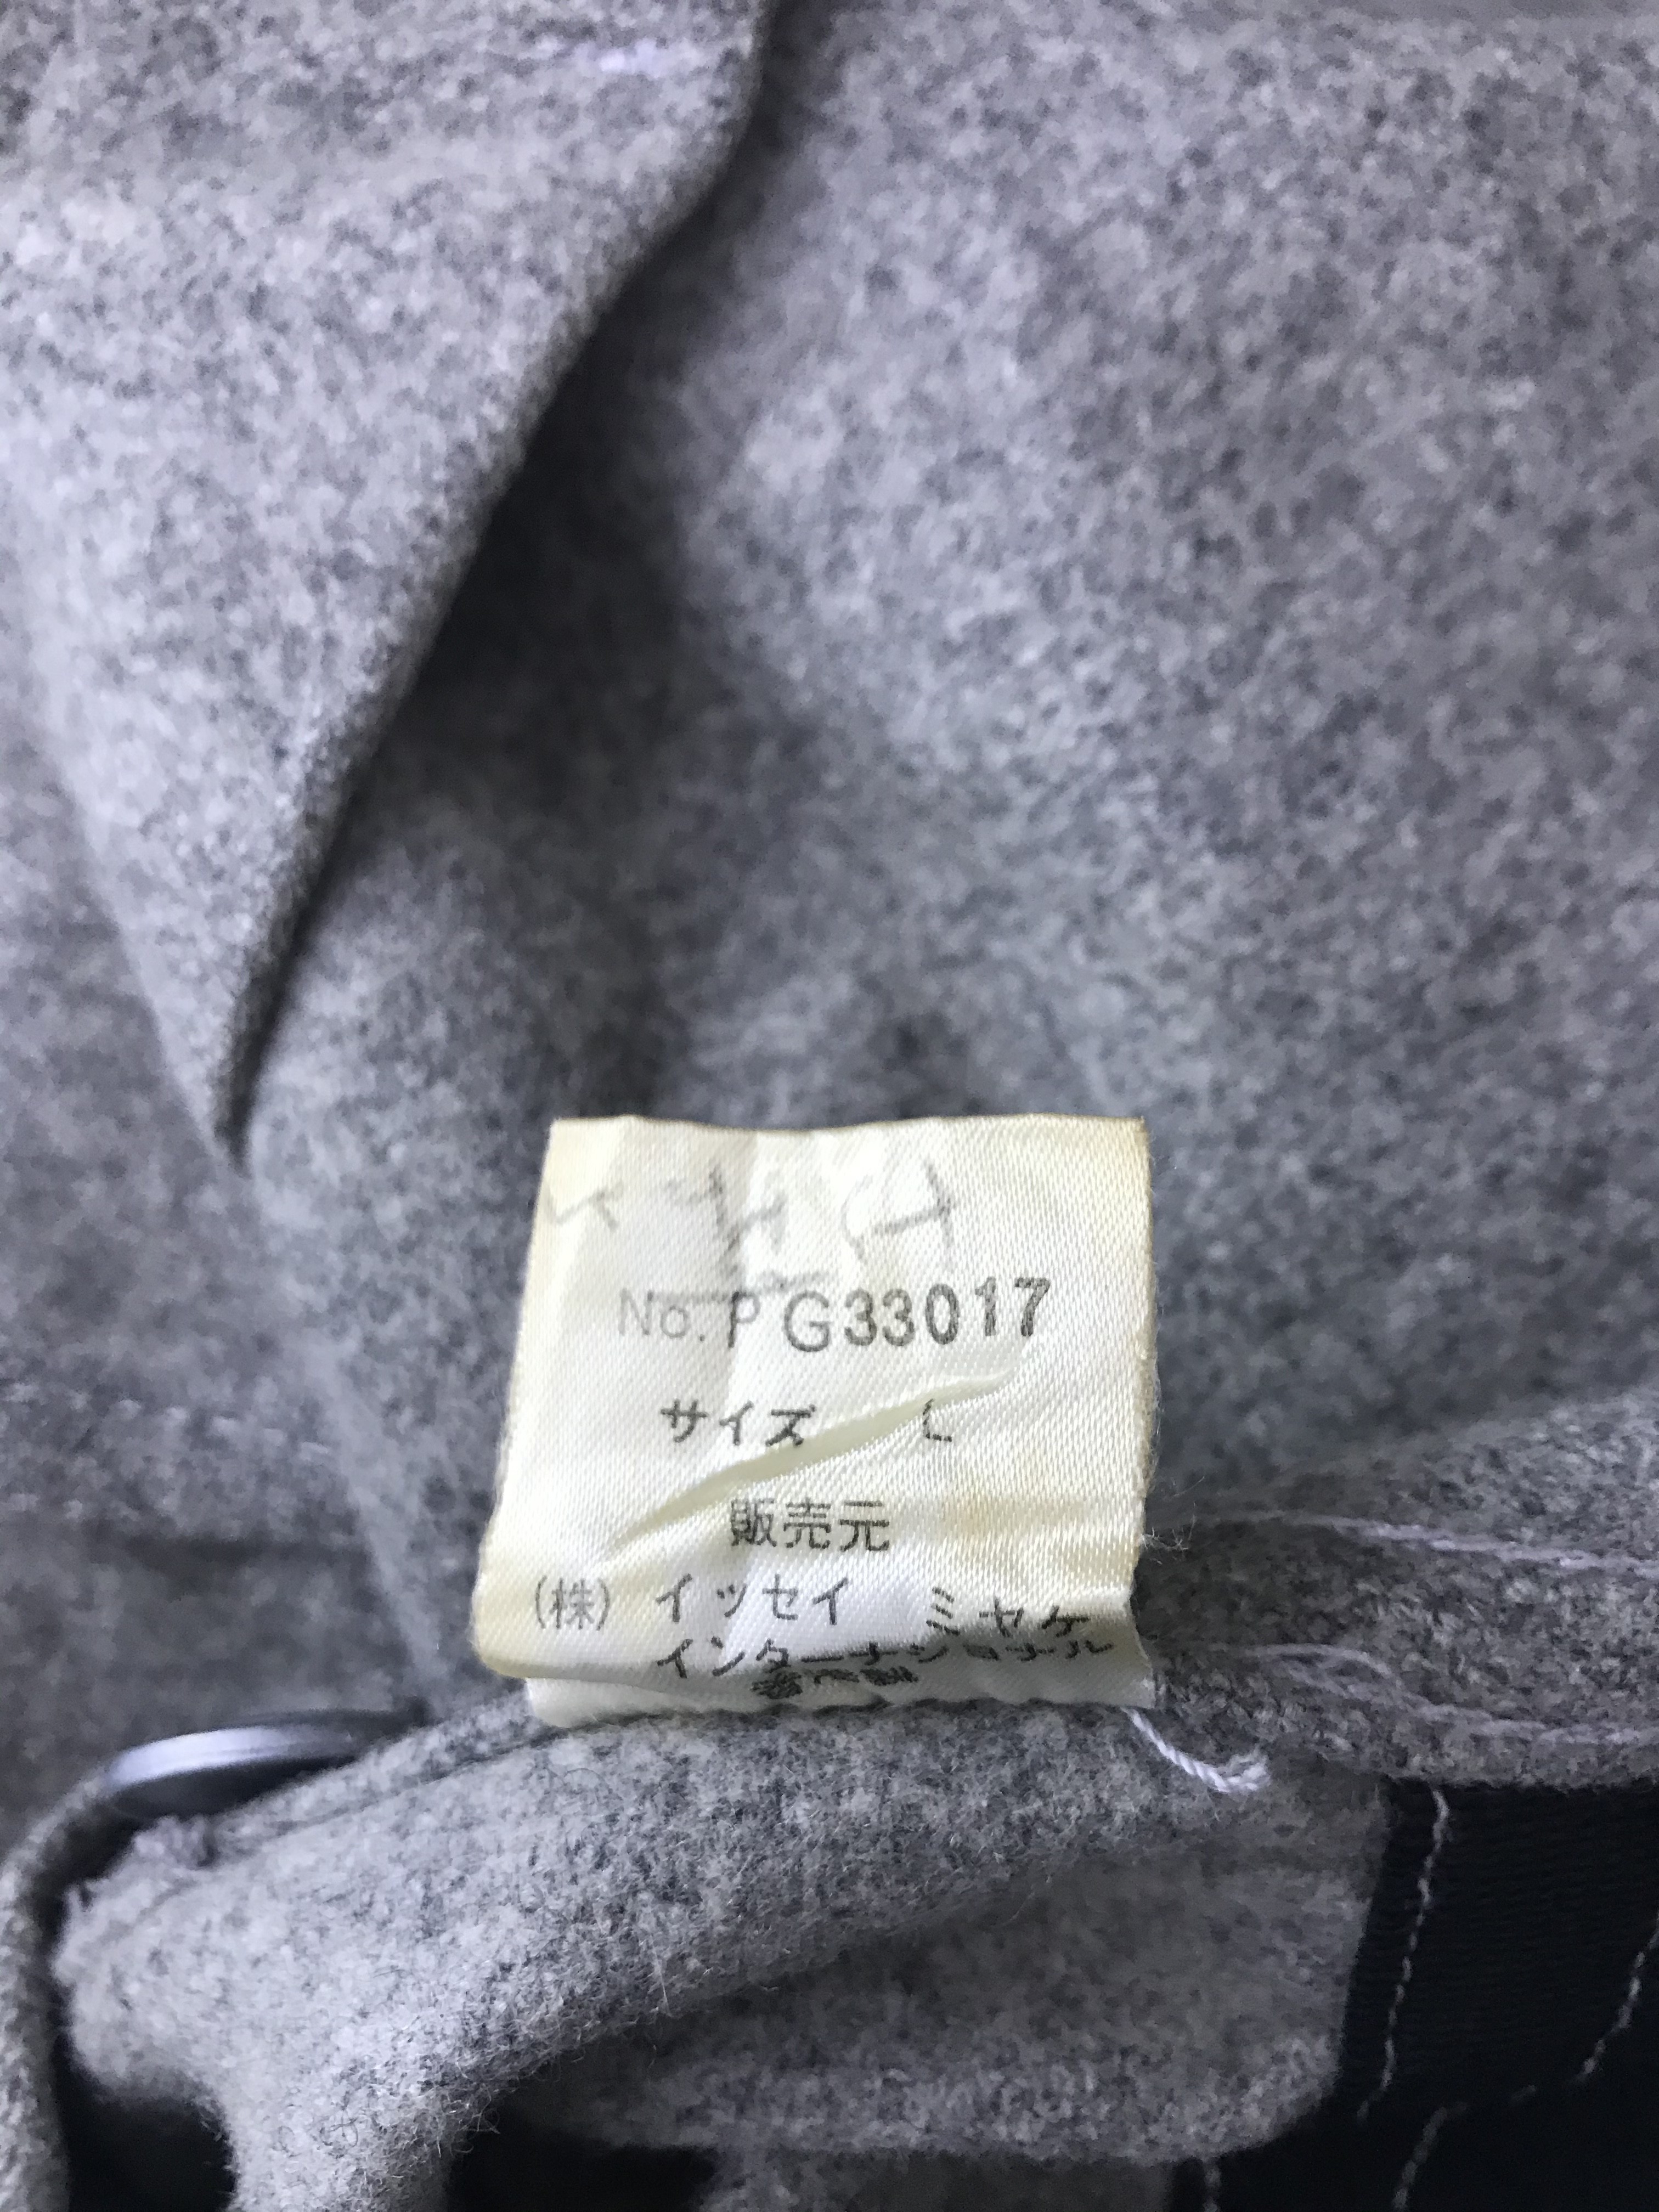 No. PG33017
サイズ L
販売元
(株) イッセイ ミヤケ
インターナショナル